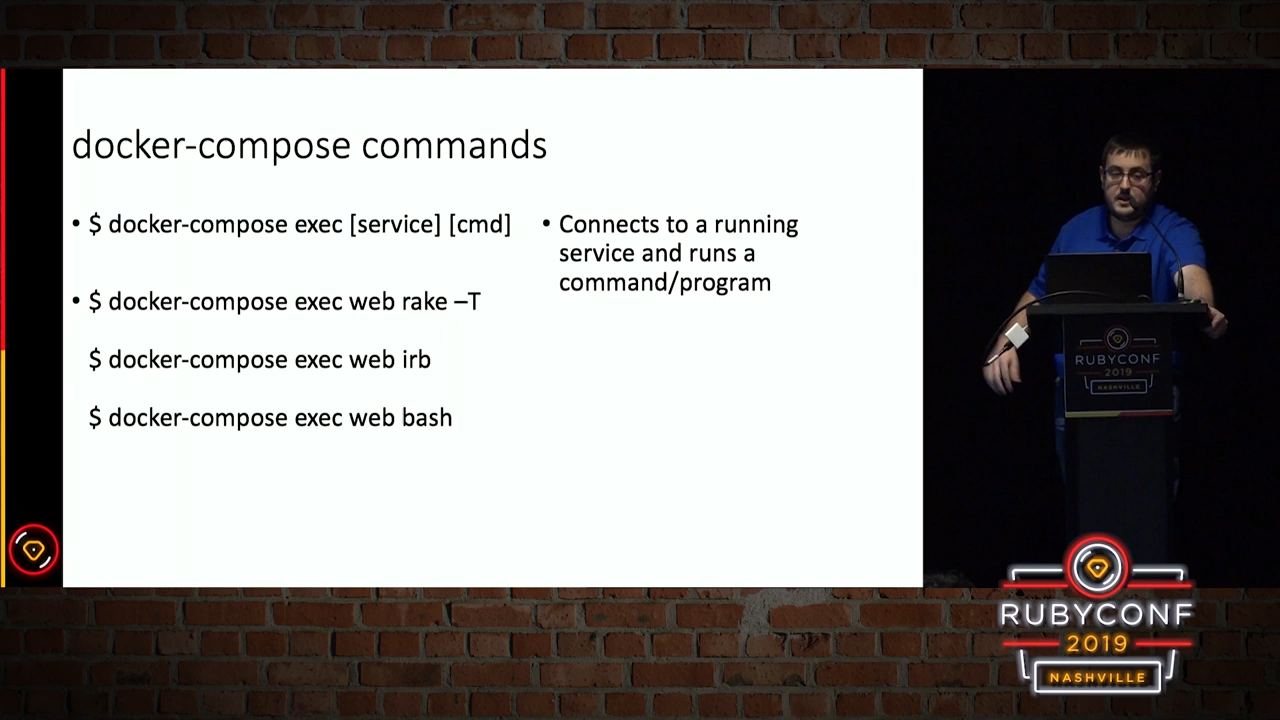 docker-compose commands
• $ docker-compose exec [service] [cmd]
• $ docker-compose exec web rake –T
$ docker-compose exec web irb
$ docker-compose exec web bash
• Connects to a running
service and runs a
command/program
RUBYCONF
2019
NASHVILLE
RUBYCONF
2019
NASHVILLE